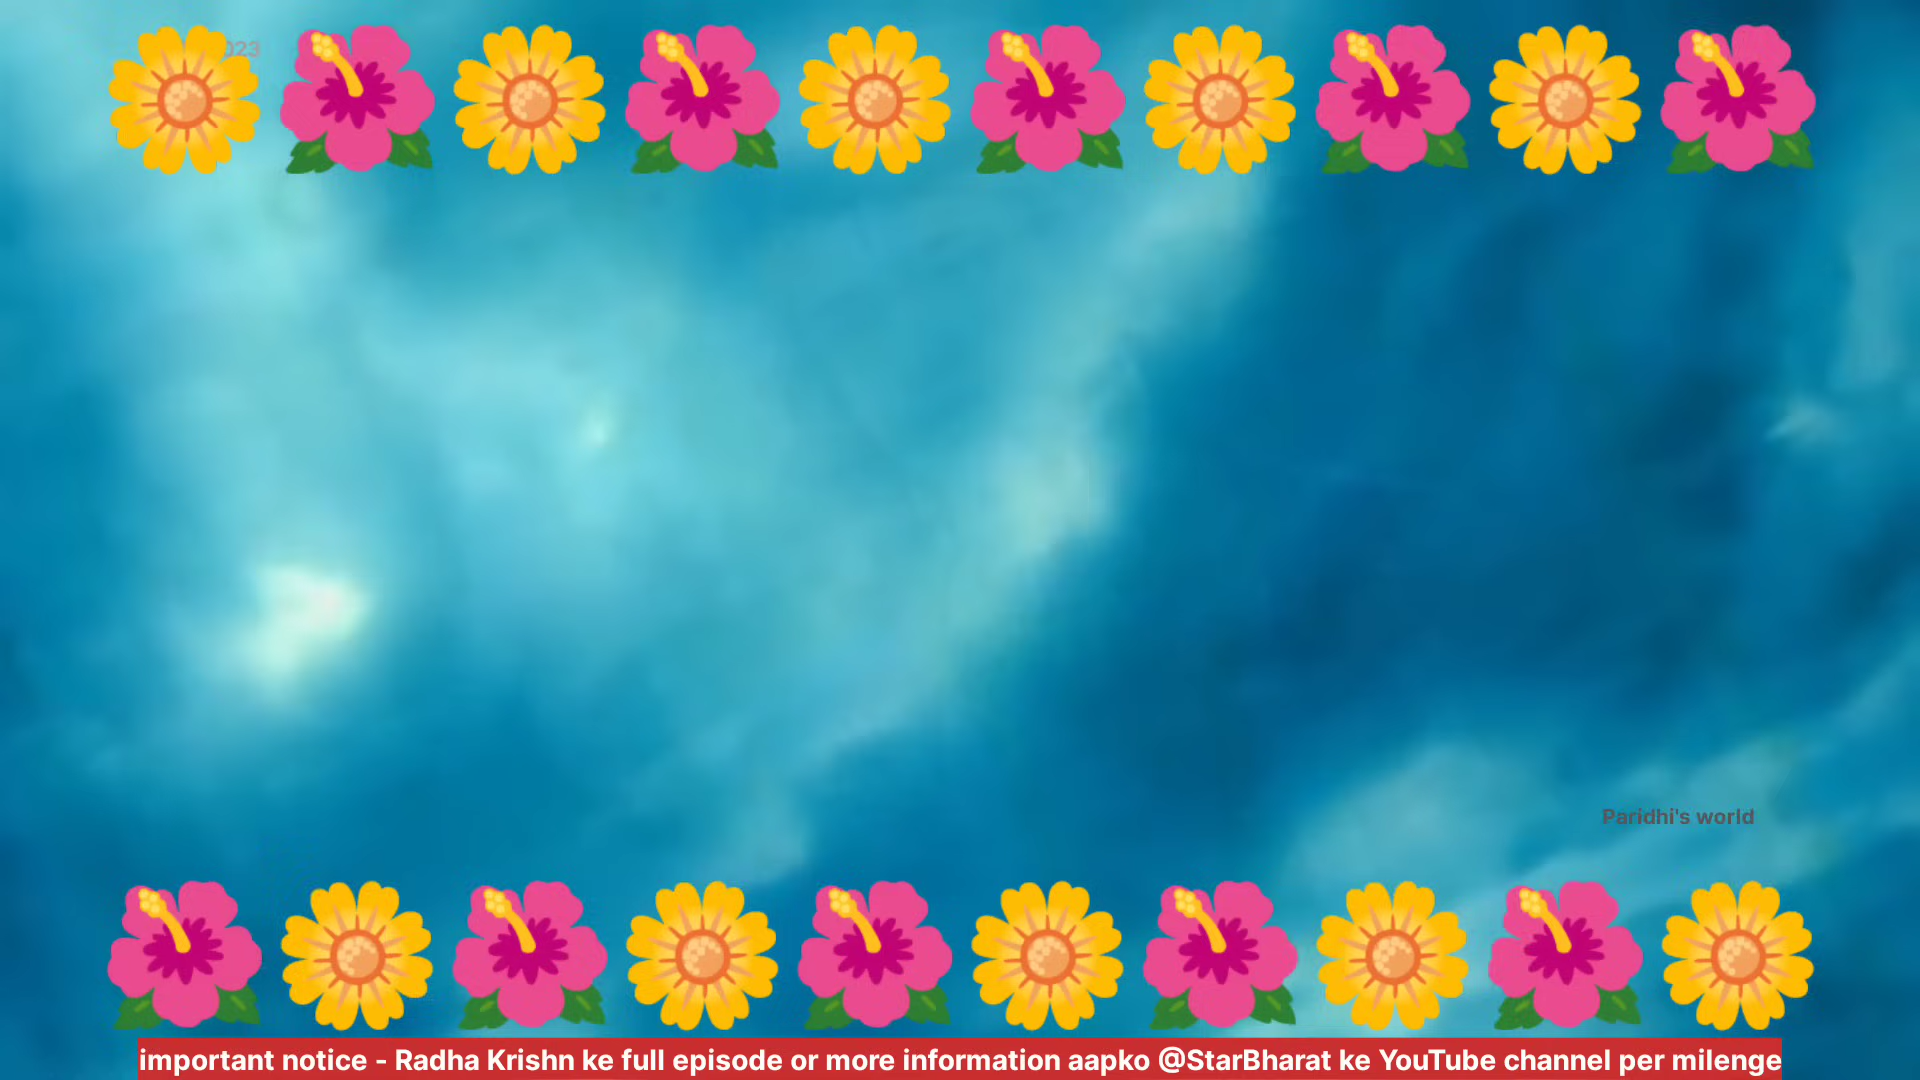 Paridhi's world
important notice - Radha Krishn ke full episode or more information aapko @StarBharat ke YouTube channel per milenge